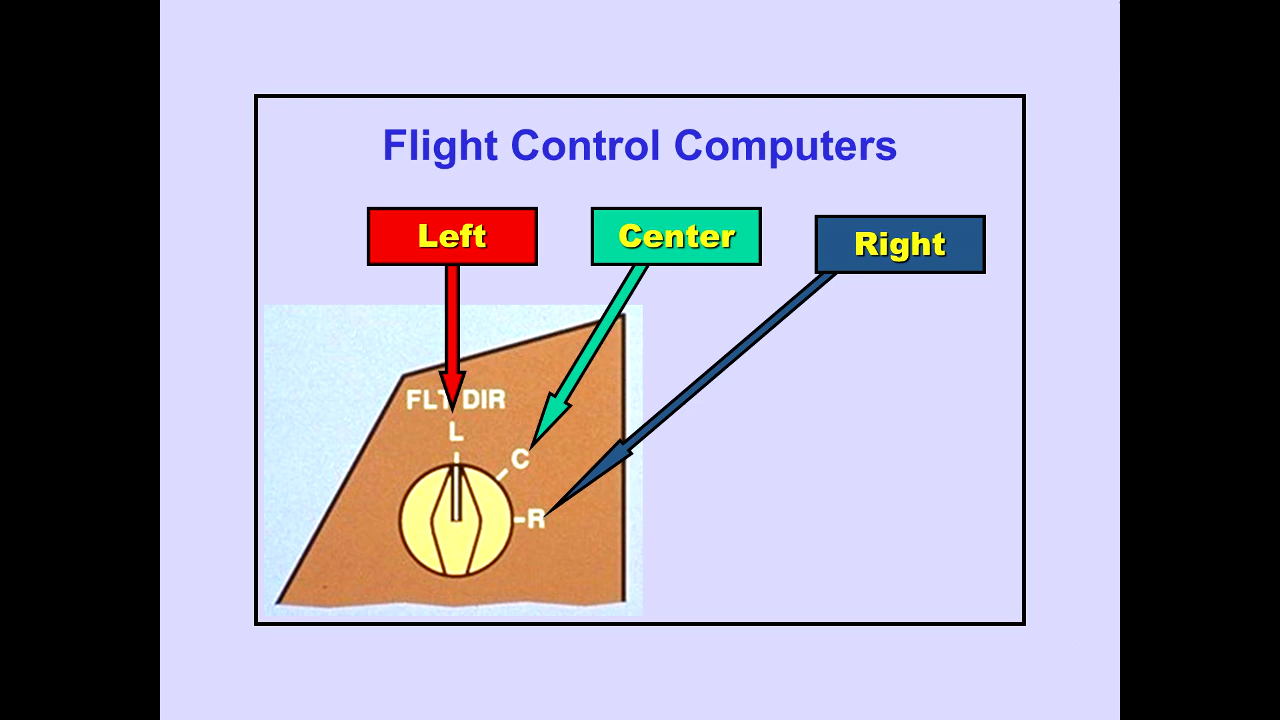 Flight Control Computers
Left
Center
Right
FLT DIR
L
C
R